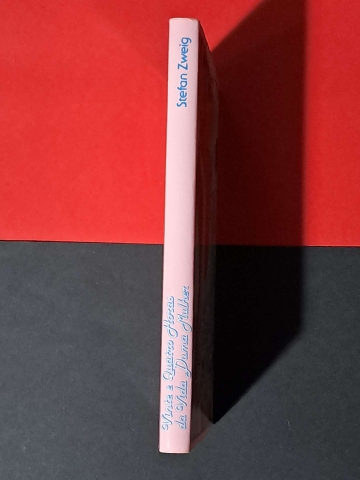 Stefan Zweig
Vinte e Quatro Horas
da Vida Duma Mulher